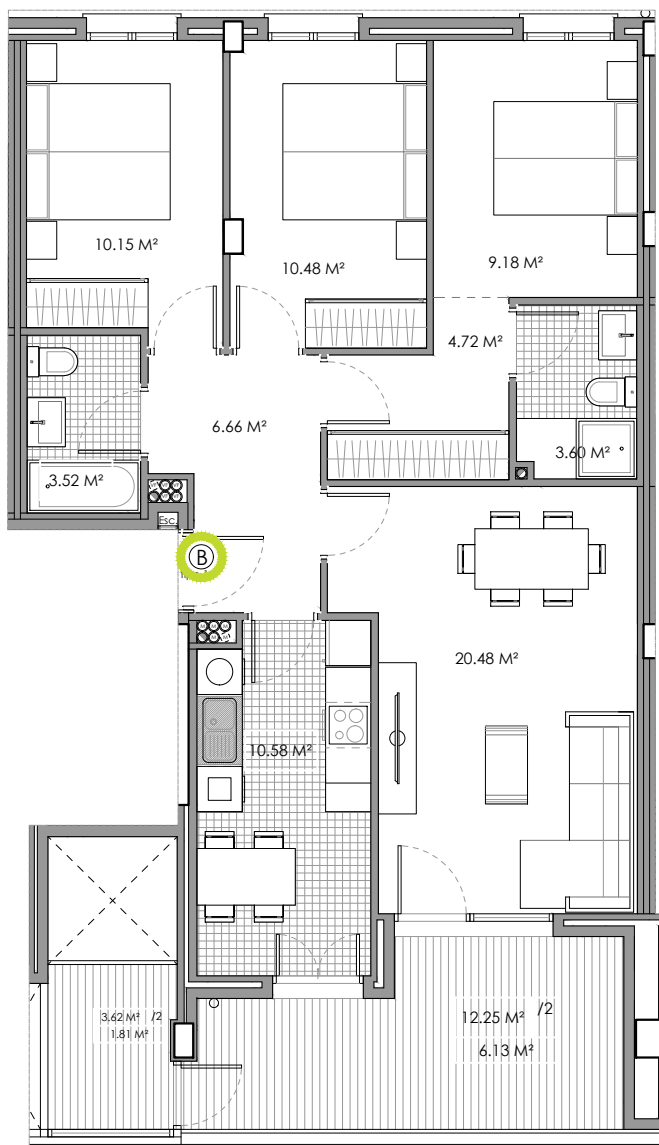 10.15 M²
10.48 M²
9.18 M²
4.72 M²
6.66 M²
3.60 M²
3.52 M²
Esc.
B
20.48 M²
10.58 M²
3.62 M² /2
1.81 M²
12.25 M² /2
6.13 M²